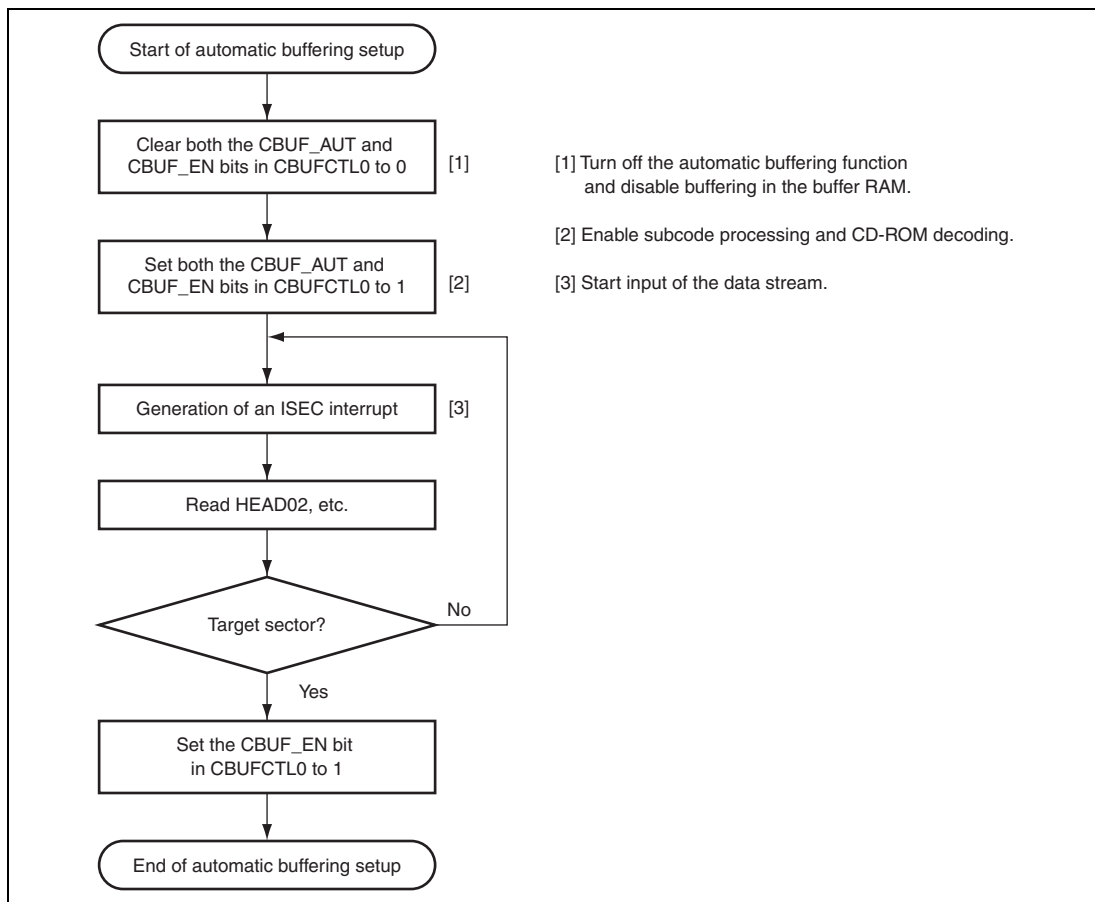 Start of automatic buffering setup
Clear both the CBUF_AUT and
CBUF_EN bits in CBUFCTL0 to 0
[1]
[1] Turn off the automatic buffering function
and disable buffering in the buffer RAM.
[2] Enable subcode processing and CD-ROM decoding.
Set both the CBUF_AUT and
CBUF_EN bits in CBUFCTL0 to 1
[2]
[3] Start input of the data stream.
Generation of an ISEC interrupt
[3]
Read HEAD02, etc.
Target sector?
No
Yes
Set the CBUF_EN bit
in CBUFCTL0 to 1
End of automatic buffering setup